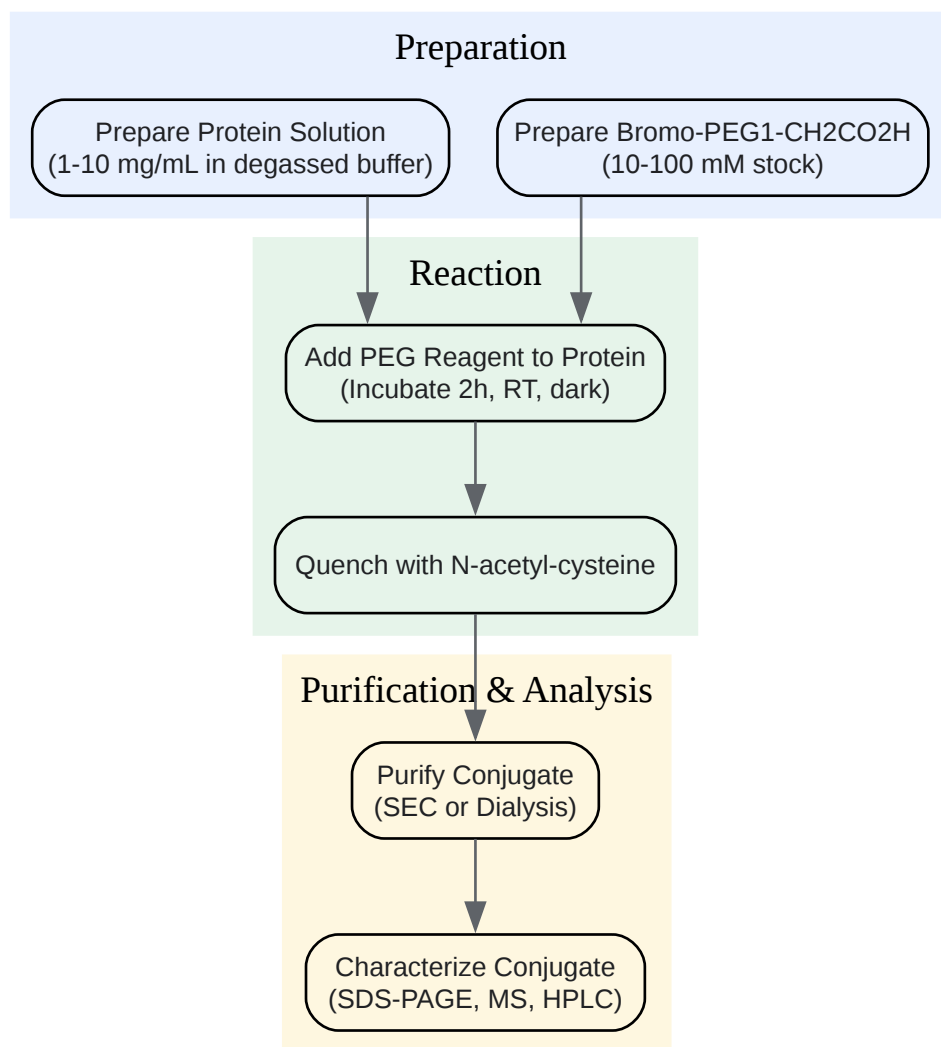 Preparation
Prepare Protein Solution
(1-10 mg/mL in degassed buffer)
Prepare Bromo-PEG1-CH2CO2H
(10-100 mM stock)
Reaction
Add PEG Reagent to Protein
(Incubate 2h, RT, dark)
Quench with N-acetyl-cysteine
Purification & Analysis
Purify Conjugate
(SEC or Dialysis)
Characterize Conjugate
(SDS-PAGE, MS, HPLC)